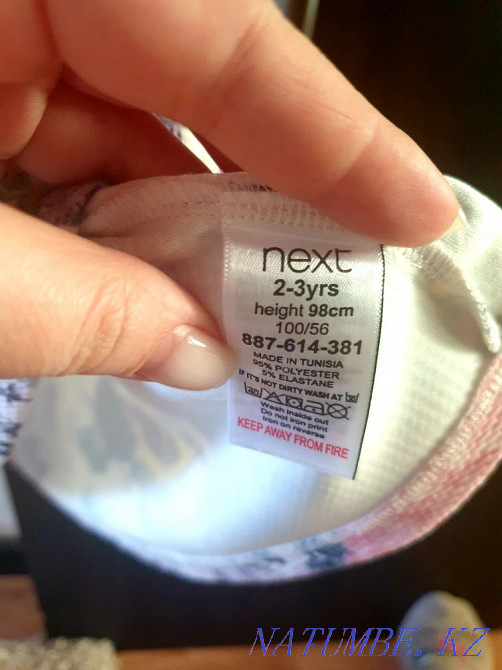 next
2-3yrs
height 98cm
100/56
887-614-381
MADE IN TUNISIA
95% POLYESTER
5% ELASTANE
IF IT'S NOT DIRTY WASH AT 30
40
Wash inside out
Do not iron print
Iron on reverse
KEEP AWAY FROM FIRE
NATUMBE.KZ